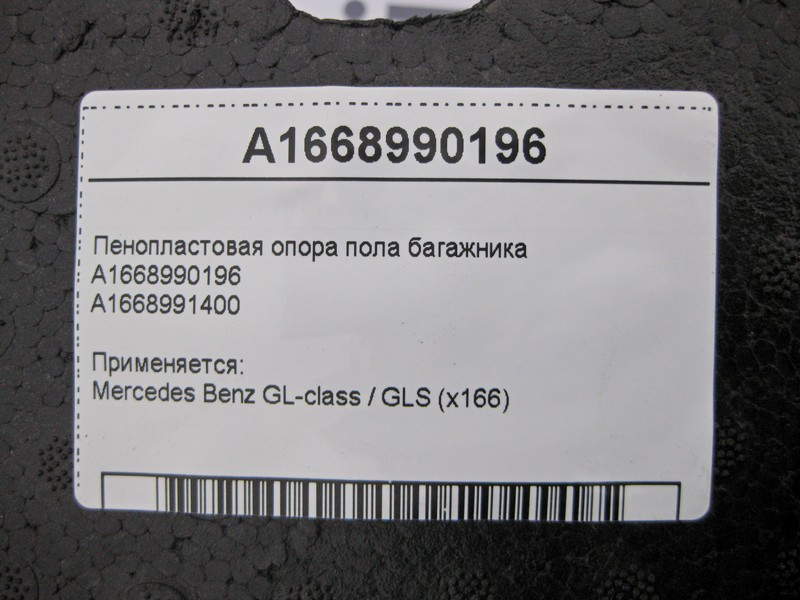 A1668990196
Пенопластовая опора пола багажника
A1668990196
A1668991400
Применяется:
Mercedes Benz GL-class / GLS (x166)